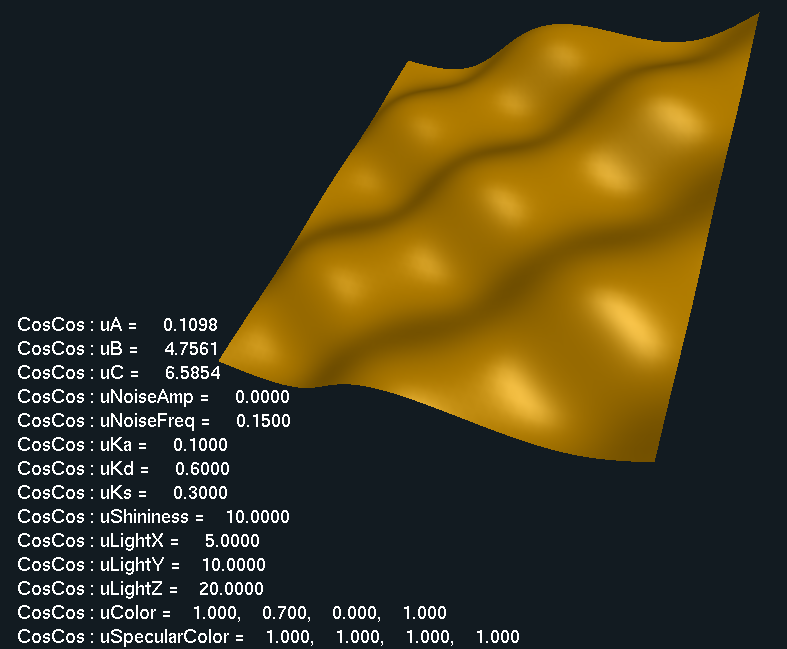 CosCos : uA = 0.1098
CosCos : uB = 4.7561
CosCos : uC = 6.5854
CosCos : uNoiseAmp = 0.0000
CosCos : uNoiseFreq = 0.1500
CosCos : uKa = 0.1000
CosCos : uKd = 0.6000
CosCos : uKs = 0.3000
CosCos : uShininess = 10.0000
CosCos : uLightX = 5.0000
CosCos : uLightY = 10.0000
CosCos : uLightZ = 20.0000
CosCos : uColor = 1.000, 0.700, 0.000, 1.000
CosCos : uSpecularColor = 1.000, 1.000, 1.000, 1.000